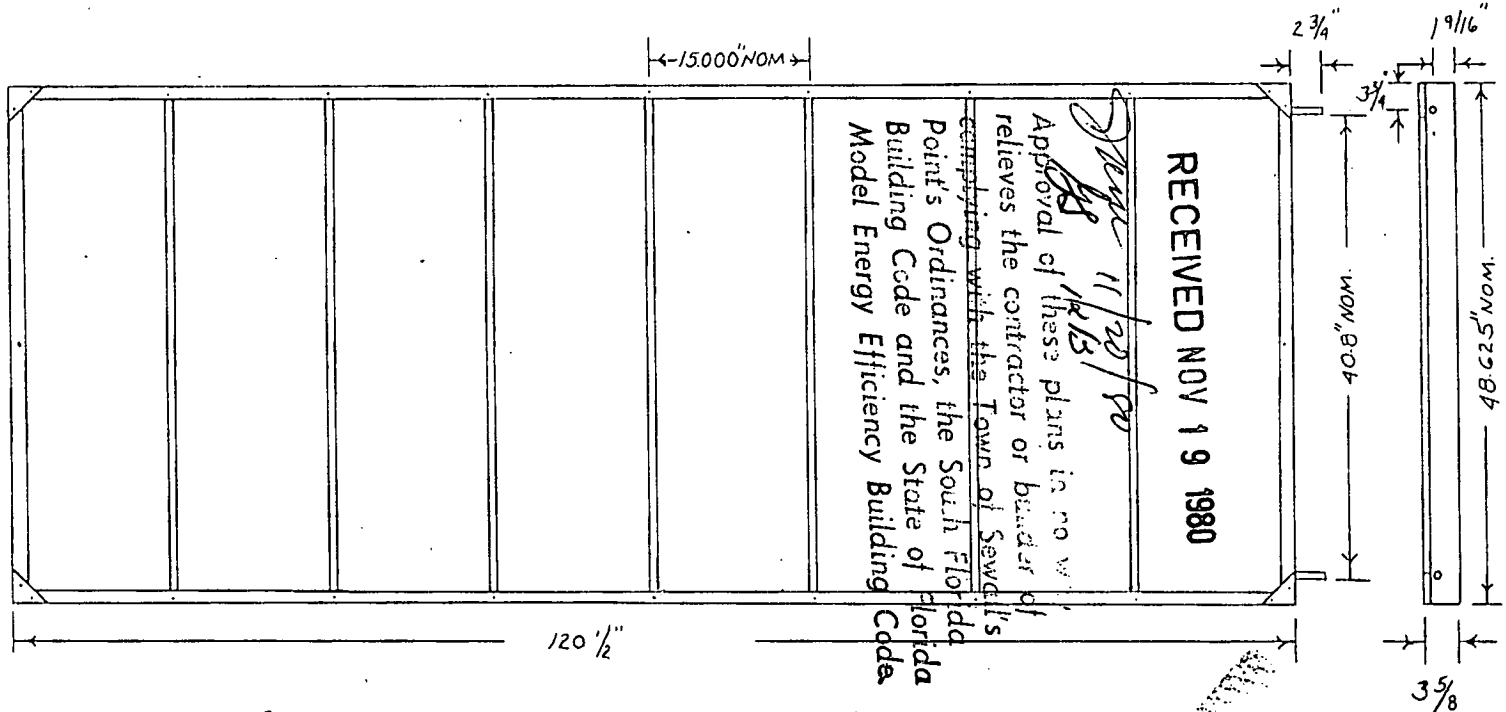 2 3/4"
1 9/16"
15.000" NOM
3 3/4"
RECEIVED NOV 19 1980
11/20/80
Approval of these plans in no
relieves the contractor or builder of
complying with the Town of Sewall's
Point's Ordinances, the South Florida
Building Code and the State of Florida
Model Energy Efficiency Building Code.
40.8" NOM.
48.625" NOM.
120 1/2"
3 5/8